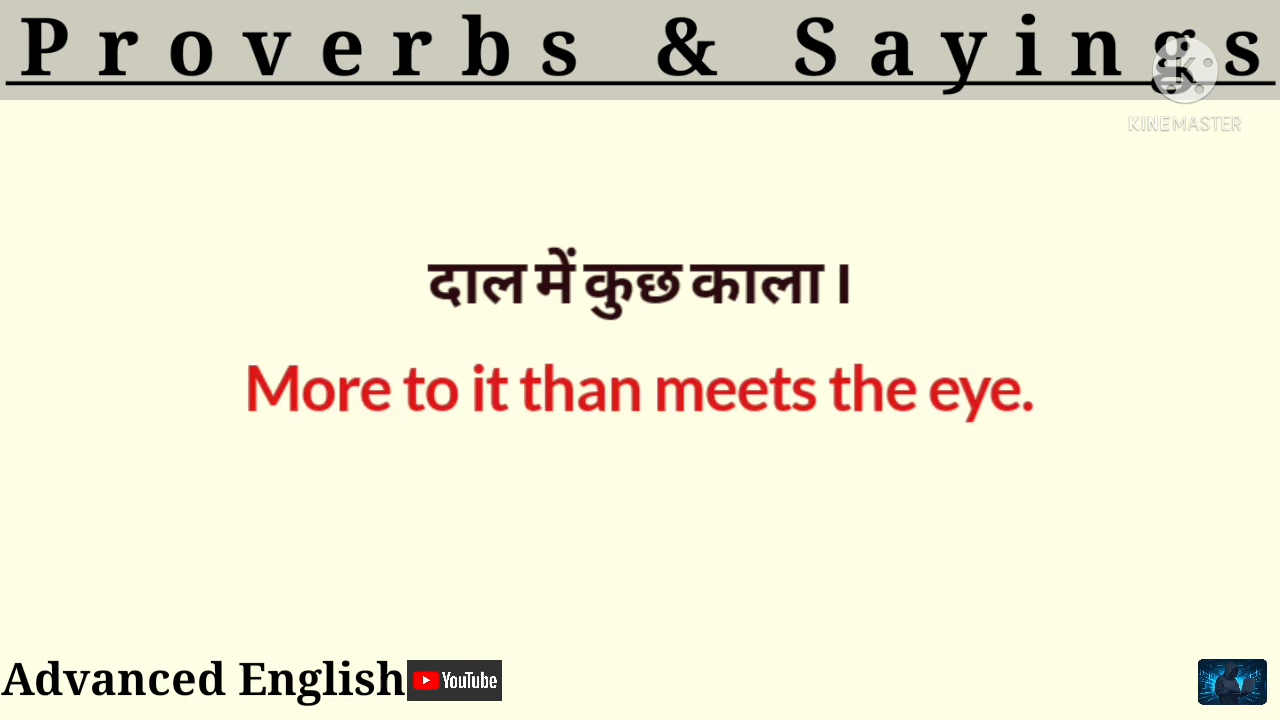 Proverbs & Sayings
KINEMASTER
दाल में कुछ काला ।
More to it than meets the eye.
Advanced English YouTube